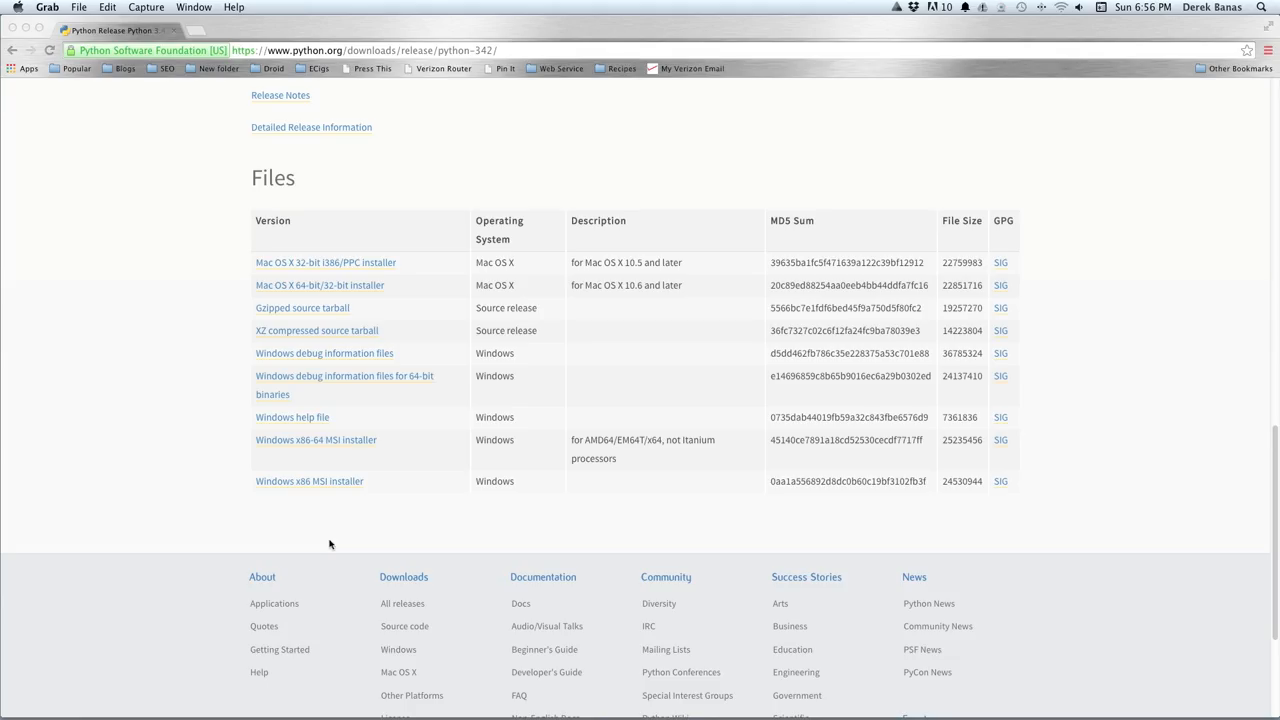 Grab File Edit Capture Window Help 10 Sun 6:56 PM Derek Banas
Python Release Python 3
Python Software Foundation [US] https://www.python.org/downloads/release/python-342/
Apps Popular Blogs SEO New folder Droid ECigs Press This Verizon Router Pin It Web Service Recipes My Verizon Email Other Bookmarks
Release Notes
Detailed Release Information
Files
Version Operating System Description MD5 Sum File Size GPG
Mac OS X 32-bit i386/PPC installer Mac OS X for Mac OS X 10.5 and later 39635ba1fc5f471639a122c39bf12912 22759983 SIG
Mac OS X 64-bit/32-bit installer Mac OS X for Mac OS X 10.6 and later 20c89ed88254aa0eeb4bb44ddfa7fc16 22851716 SIG
Gzipped source tarball Source release 5566bc7e1fdf6bed45f9a750d5f80fc2 19257270 SIG
XZ compressed source tarball Source release 36fc7327c02c6f12fa24fc9ba78039e3 14223804 SIG
Windows debug information files Windows d5dd462fb786c35e228375a53c701e88 36785324 SIG
Windows debug information files for 64-bit binaries Windows e14696859c8b65b9016ec6a29b0302ed 24137410 SIG
Windows help file Windows 0735dab44019fb59a32c843fbe6576d9 7361836 SIG
Windows x86-64 MSI installer Windows for AMD64/EM64T/x64, not Itanium processors 45140ce7891a18cd52530cecdf7717ff 25235456 SIG
Windows x86 MSI installer Windows 0aa1a556892d8dc0b60c19bf3102fb3f 24530944 SIG
About Downloads Documentation Community Success Stories News
Applications All releases Docs Diversity Arts Python News
Quotes Source code Audio/Visual Talks IRC Business Community News
Getting Started Windows Beginner's Guide Mailing Lists Education PSF News
Help Mac OS X Developer's Guide Python Conferences Engineering PyCon News
Other Platforms FAQ Special Interest Groups Government